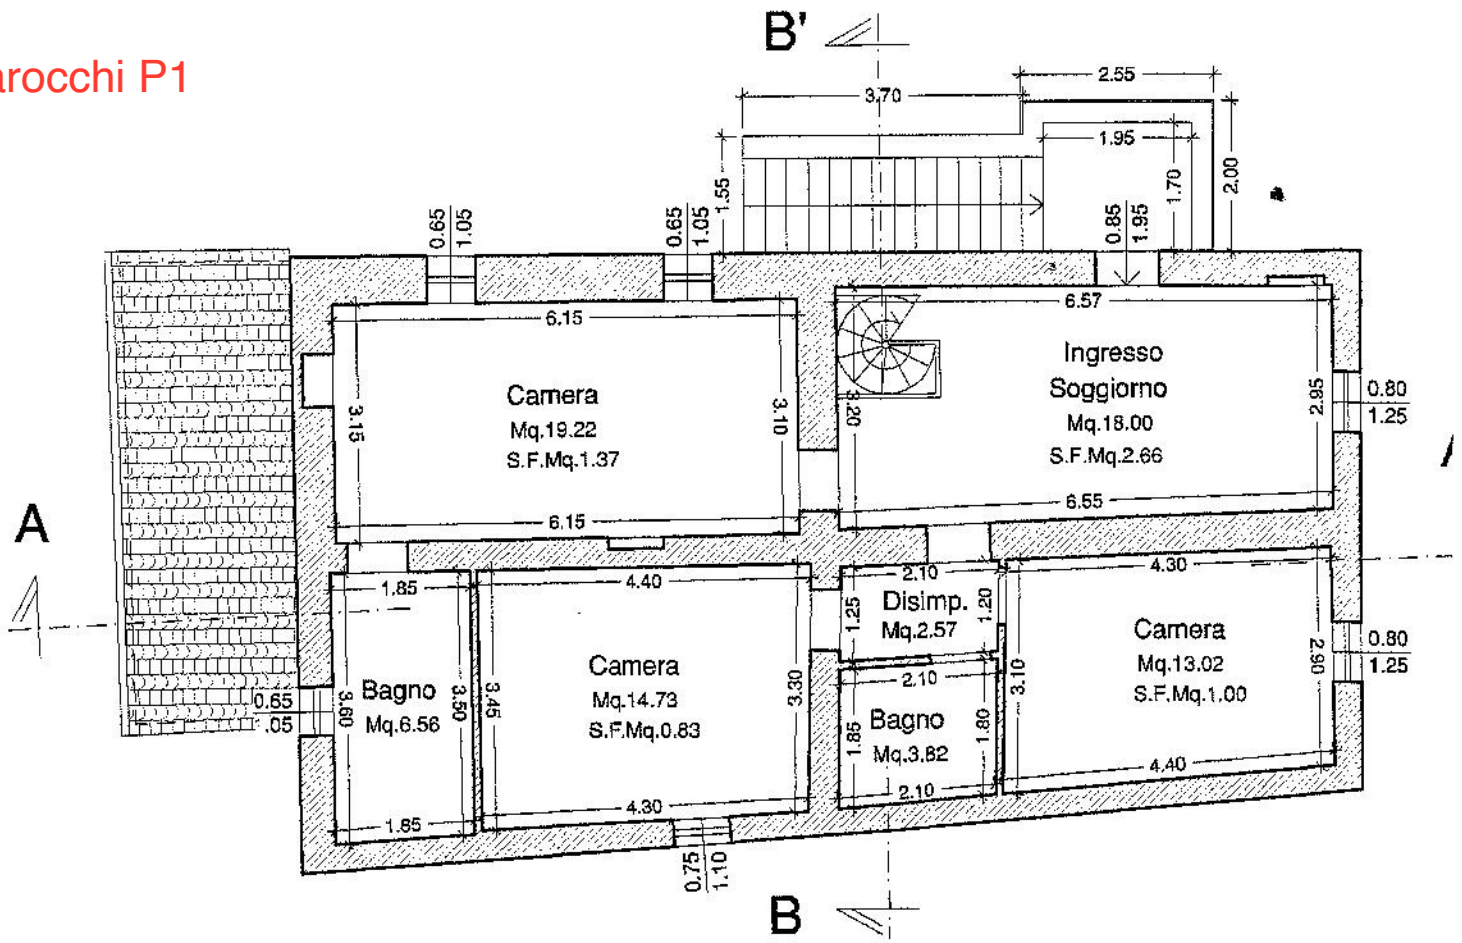 B'
arocchi P1
2.55
3.70
1.95
1.55
1.70
2.00
0.65
1.05
0.65
1.05
0.85
1.95
6.15
6.57
Camera
Mq.19.22
S.F.Mq.1.37
3.15
3.10
3.20
Ingresso
Soggiorno
Mq.18.00
S.F.Mq.2.66
2.95
0.80
1.25
6.15
6.55
A
1.85
4.40
2.10
4.30
Disimp.
Mq.2.57
1.25
1.20
Camera
Mq.13.02
S.F.Mq.1.00
3.10
2.90
0.80
1.25
Camera
Mq.14.73
S.F.Mq.0.83
3.45
3.30
Bagno
Mq.6.56
3.60
3.50
0.65
.05
2.10
Bagno
Mq.3.82
1.85
1.80
2.10
4.40
1.85
4.30
0.75
1.10
B